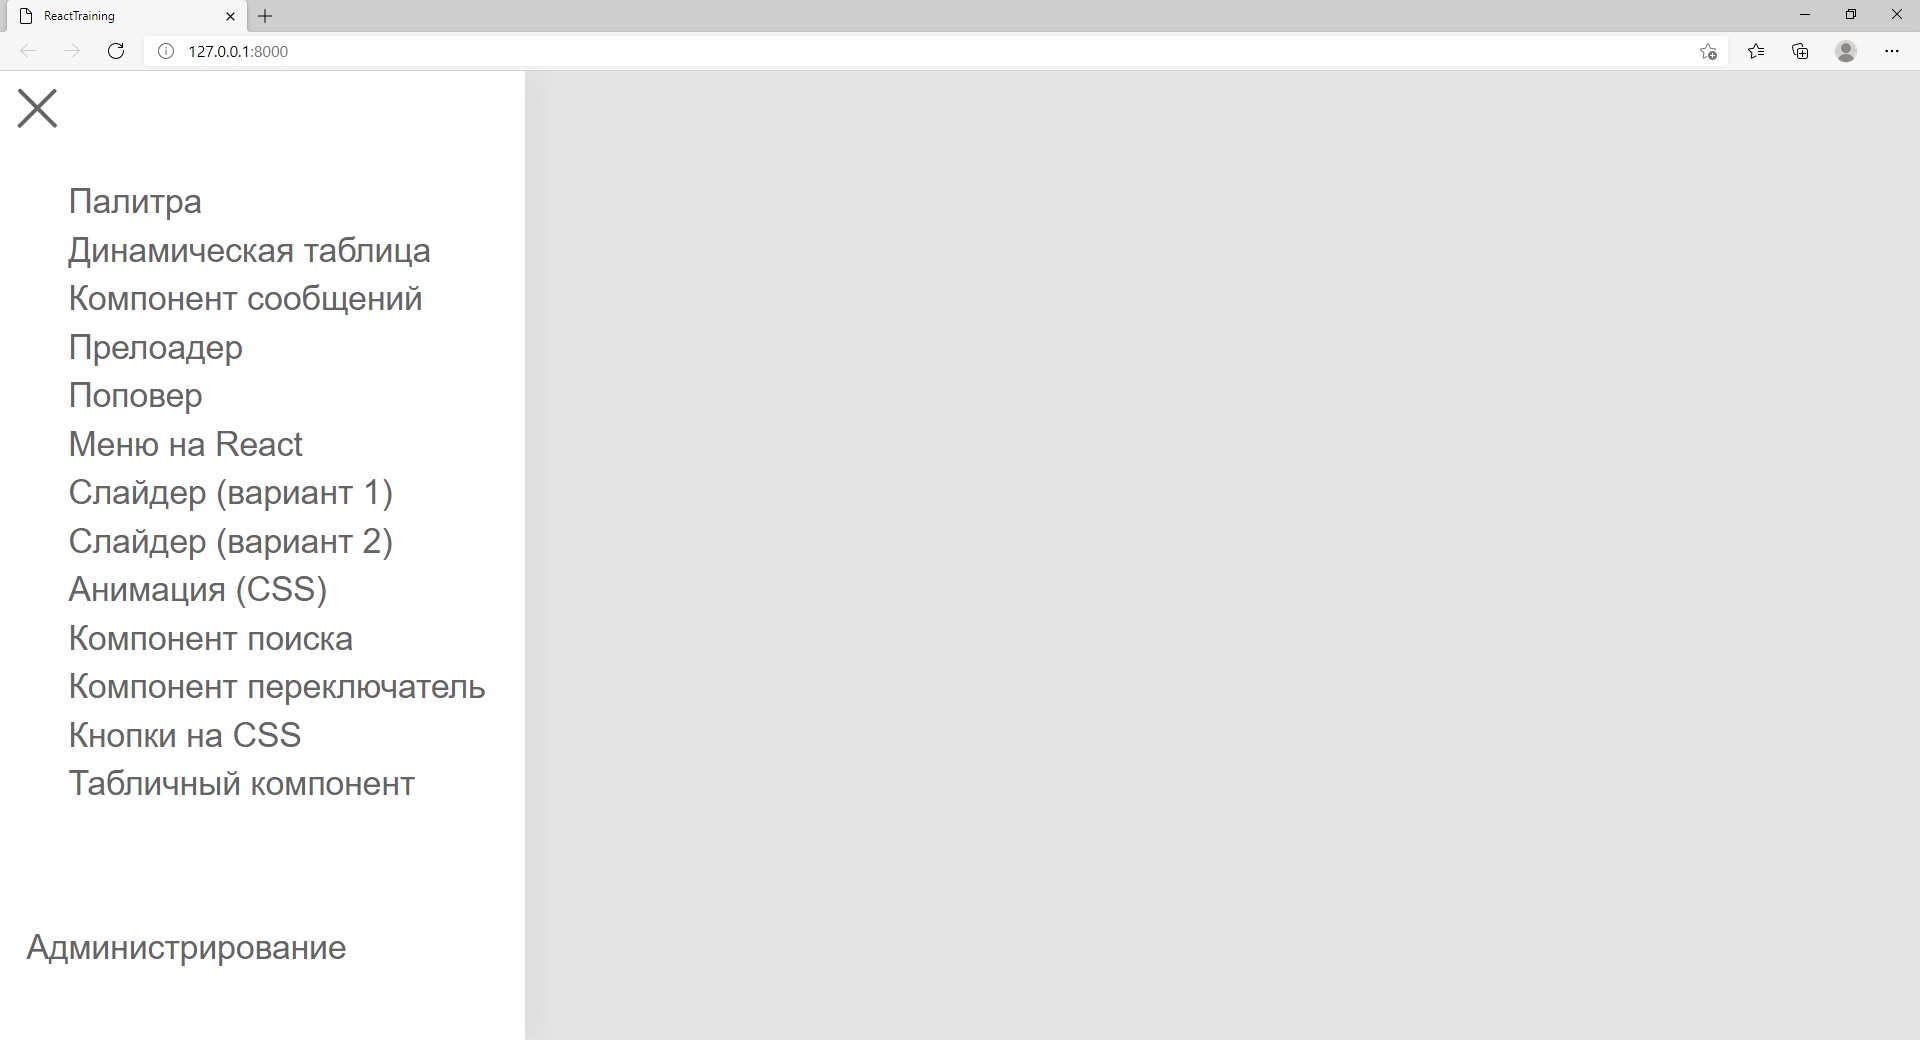 ReactTraining
127.0.0.1:8000
Палитра
Динамическая таблица
Компонент сообщений
Прелоадер
Поповер
Меню на React
Слайдер (вариант 1)
Слайдер (вариант 2)
Анимация (CSS)
Компонент поиска
Компонент переключатель
Кнопки на CSS
Табличный компонент
Администрирование